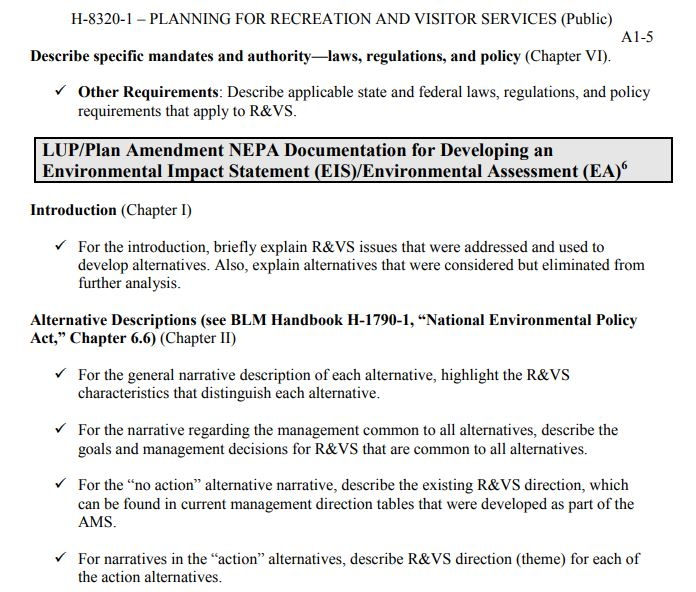 H-8320-1 – PLANNING FOR RECREATION AND VISITOR SERVICES (Public)
A1-5
Describe specific mandates and authority—laws, regulations, and policy (Chapter VI).
✓ Other Requirements: Describe applicable state and federal laws, regulations, and policy
requirements that apply to R&VS.
LUP/Plan Amendment NEPA Documentation for Developing an
Environmental Impact Statement (EIS)/Environmental Assessment (EA)⁶
Introduction (Chapter I)
✓ For the introduction, briefly explain R&VS issues that were addressed and used to
develop alternatives. Also, explain alternatives that were considered but eliminated from
further analysis.
Alternative Descriptions (see BLM Handbook H-1790-1, “National Environmental Policy
Act,” Chapter 6.6) (Chapter II)
✓ For the general narrative description of each alternative, highlight the R&VS
characteristics that distinguish each alternative.
✓ For the narrative regarding the management common to all alternatives, describe the
goals and management decisions for R&VS that are common to all alternatives.
✓ For the “no action” alternative narrative, describe the existing R&VS direction, which
can be found in current management direction tables that were developed as part of the
AMS.
✓ For narratives in the “action” alternatives, describe R&VS direction (theme) for each of
the action alternatives.